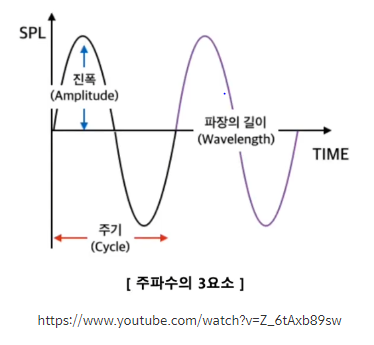 SPL
진폭
(Amplitude)
파장의 길이
(Wavelength)
TIME
주기
(Cycle)
[ 주파수의 3요소 ]
https://www.youtube.com/watch?v=Z_6tAxb89sw